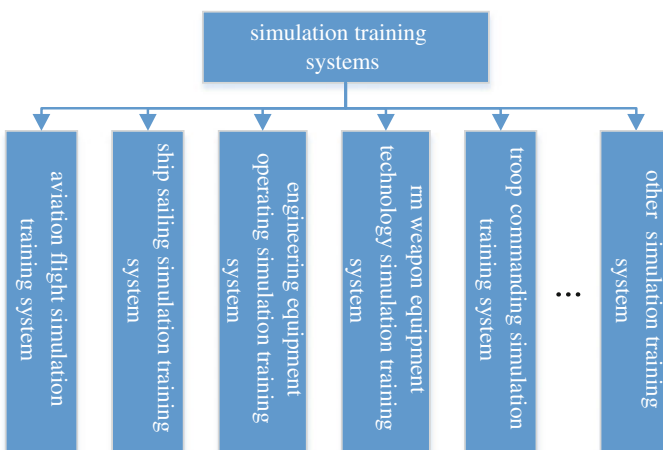 simulation training
systems
aviation flight simulation
training system
ship sailing simulation training
system
engineering equipment
operating simulation training
system
rm weapon equipment
technology simulation training
system
troop commanding simulation
training system
...
other simulation training
system